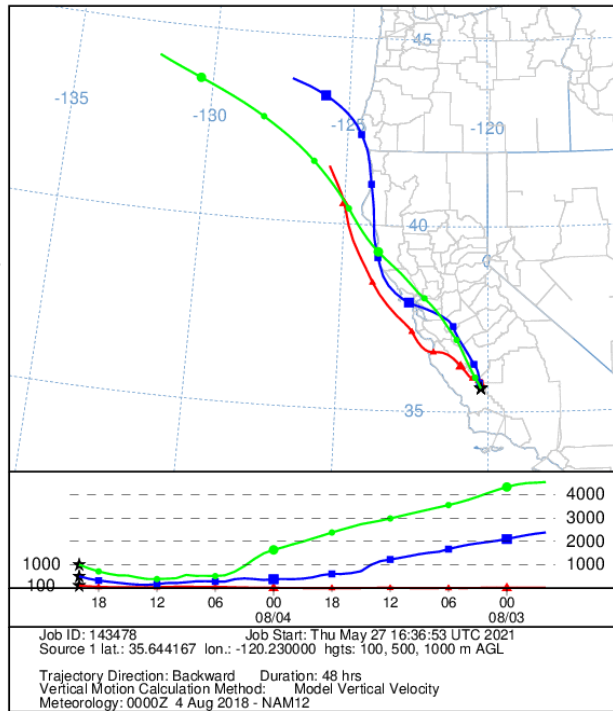 45
-135
-130
-125
-120
40
0
35
4000
3000
2000
1000 1000
100
18 12 06 00 18 12 06 00
08/04 08/03
Job ID: 143478 Job Start: Thu May 27 16:36:53 UTC 2021
Source 1 lat.: 35.644167 lon.: -120.230000 hgts: 100, 500, 1000 m AGL
Trajectory Direction: Backward Duration: 48 hrs
Vertical Motion Calculation Method: Model Vertical Velocity
Meteorology: 0000Z 4 Aug 2018 - NAM12